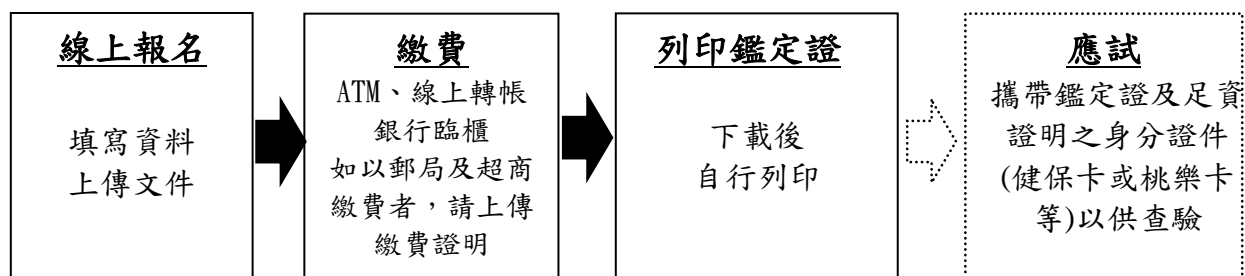 線上報名
填寫資料
上傳文件
繳費
ATM、線上轉帳
銀行臨櫃
如以郵局及超商
繳費者，請上傳
繳費證明
列印鑑定證
下載後
自行列印
應試
攜帶鑑定證及足資
證明之身分證件
(健保卡或桃樂卡
等)以供查驗